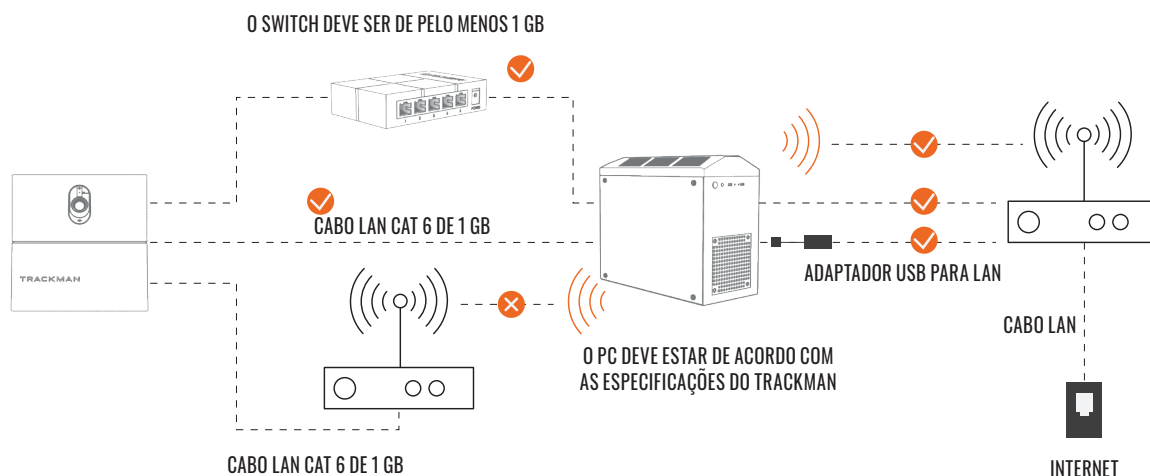 O SWITCH DEVE SER DE PELO MENOS 1 GB
CABO LAN CAT 6 DE 1 GB
TRACKMAN
ADAPTADOR USB PARA LAN
CABO LAN
O PC DEVE ESTAR DE ACORDO COM
AS ESPECIFICAÇÕES DO TRACKMAN
CABO LAN CAT 6 DE 1 GB
INTERNET